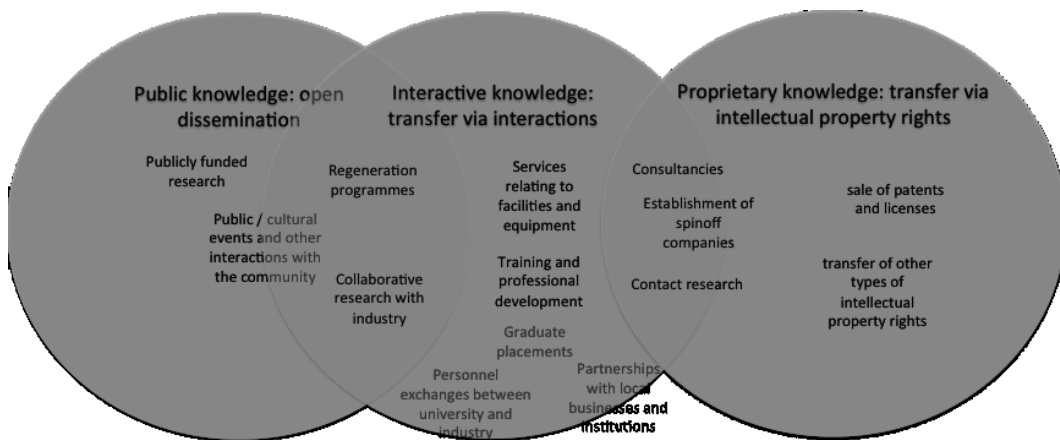 Public knowledge: open
dissemination
Publicly funded
research
Public / cultural
events and other
interactions with
the community
Interactive knowledge:
transfer via interactions
Regeneration
programmes
Collaborative
research with
industry
Services
relating to
facilities and
equipment
Training and
professional
development
Graduate
placements
Personnel
exchanges between
university and
industry
Partnerships
with local
businesses and
institutions
Proprietary knowledge: transfer via
intellectual property rights
Consultancies
Establishment of
spinoff
companies
Contact research
sale of patents
and licenses
transfer of other
types of
intellectual
property rights